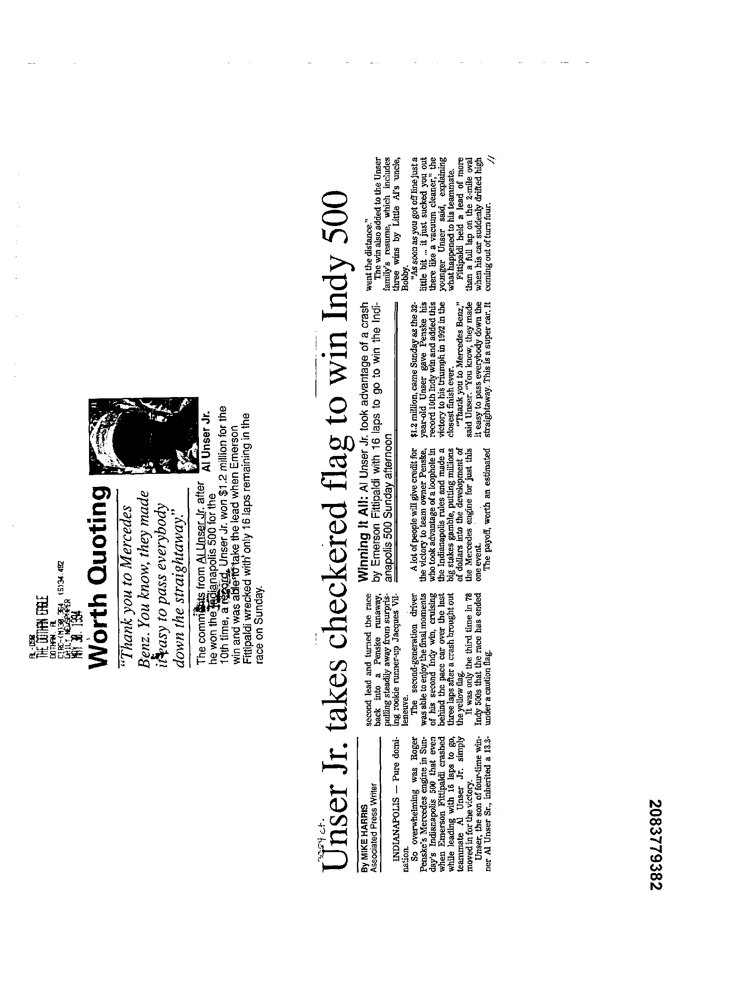 THE DOTHAN EAGLE
DOTHAN, AL
MAY 30, 1994
Worth Quoting
“Thank you to Mercedes
Benz. You know, they made
it easy to pass everybody
down the straightaway.”
Al Unser Jr.
The comments from Al Unser Jr. after
he won the Indianapolis 500 for the
10th time, a record. Unser Jr. won $1.2 million for the
win and was able to take the lead when Emerson
Fittipaldi wrecked with only 16 laps remaining in the
race on Sunday.
Unser Jr. takes checkered flag to win Indy 500
By MIKE HARRIS
Associated Press Writer
INDIANAPOLIS — Pure domi-
nation.
So overwhelming was Roger
Penske's Mercedes engine in Sun-
day's Indianapolis 500 that even
when Emerson Fittipaldi crashed
while leading with 16 laps to go,
teammate Al Unser Jr. simply
moved in for the victory.
Unser, the son of four-time win-
ner Al Unser Sr., inherited a 13.3-
second lead and turned the race
back into a Penske runaway,
pulling steadily away from surpris-
ing rookie runner-up Jacques Vil-
leneuve.
The second-generation driver
was able to enjoy the final moments
of his second Indy win, cruising
behind the pace car over the last
three laps after a crash brought out
the yellow flag.
It was only the third time in 78
Indy 500s that the race has ended
under a caution flag.
Winning It All: Al Unser Jr. took advantage of a crash
by Emerson Fittipaldi with 16 laps to go to win the Indi-
anapolis 500 Sunday afternoon
A lot of people will give credit for
the victory to team owner Penske,
who took advantage of a loophole in
the Indianapolis rules and made a
big stakes gamble, putting millions
of dollars into the development of
the Mercedes engine for just this
one event.
The payoff, worth an estimated
$1.2 million, came Sunday as the 32-
year-old Unser gave Penske his
record 10th Indy win and added this
victory to his triumph in 1992 in the
closest finish ever.
“Thank you to Mercedes Benz,”
said Unser. “You know, they made
it easy to pass everybody down the
straightaway. This is a super car. It
went the distance.”
The win also added to the Unser
family's resume, which includes
three wins by Little Al's uncle,
Bobby.
“As soon as you got off line just a
little bit ... it just sucked you out
there like a vacuum cleaner,” the
younger Unser said, explaining
what happened to his teammate.
Fittipaldi held a lead of more
than a full lap on the 2-mile oval
when his car suddenly drifted high
coming out of turn four.
2083779382